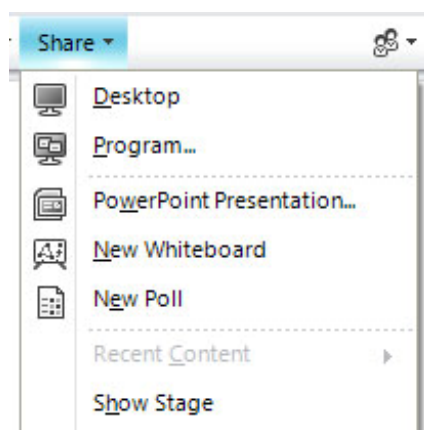 Share
Desktop
Program...
PowerPoint Presentation...
New Whiteboard
New Poll
Recent Content
Show Stage